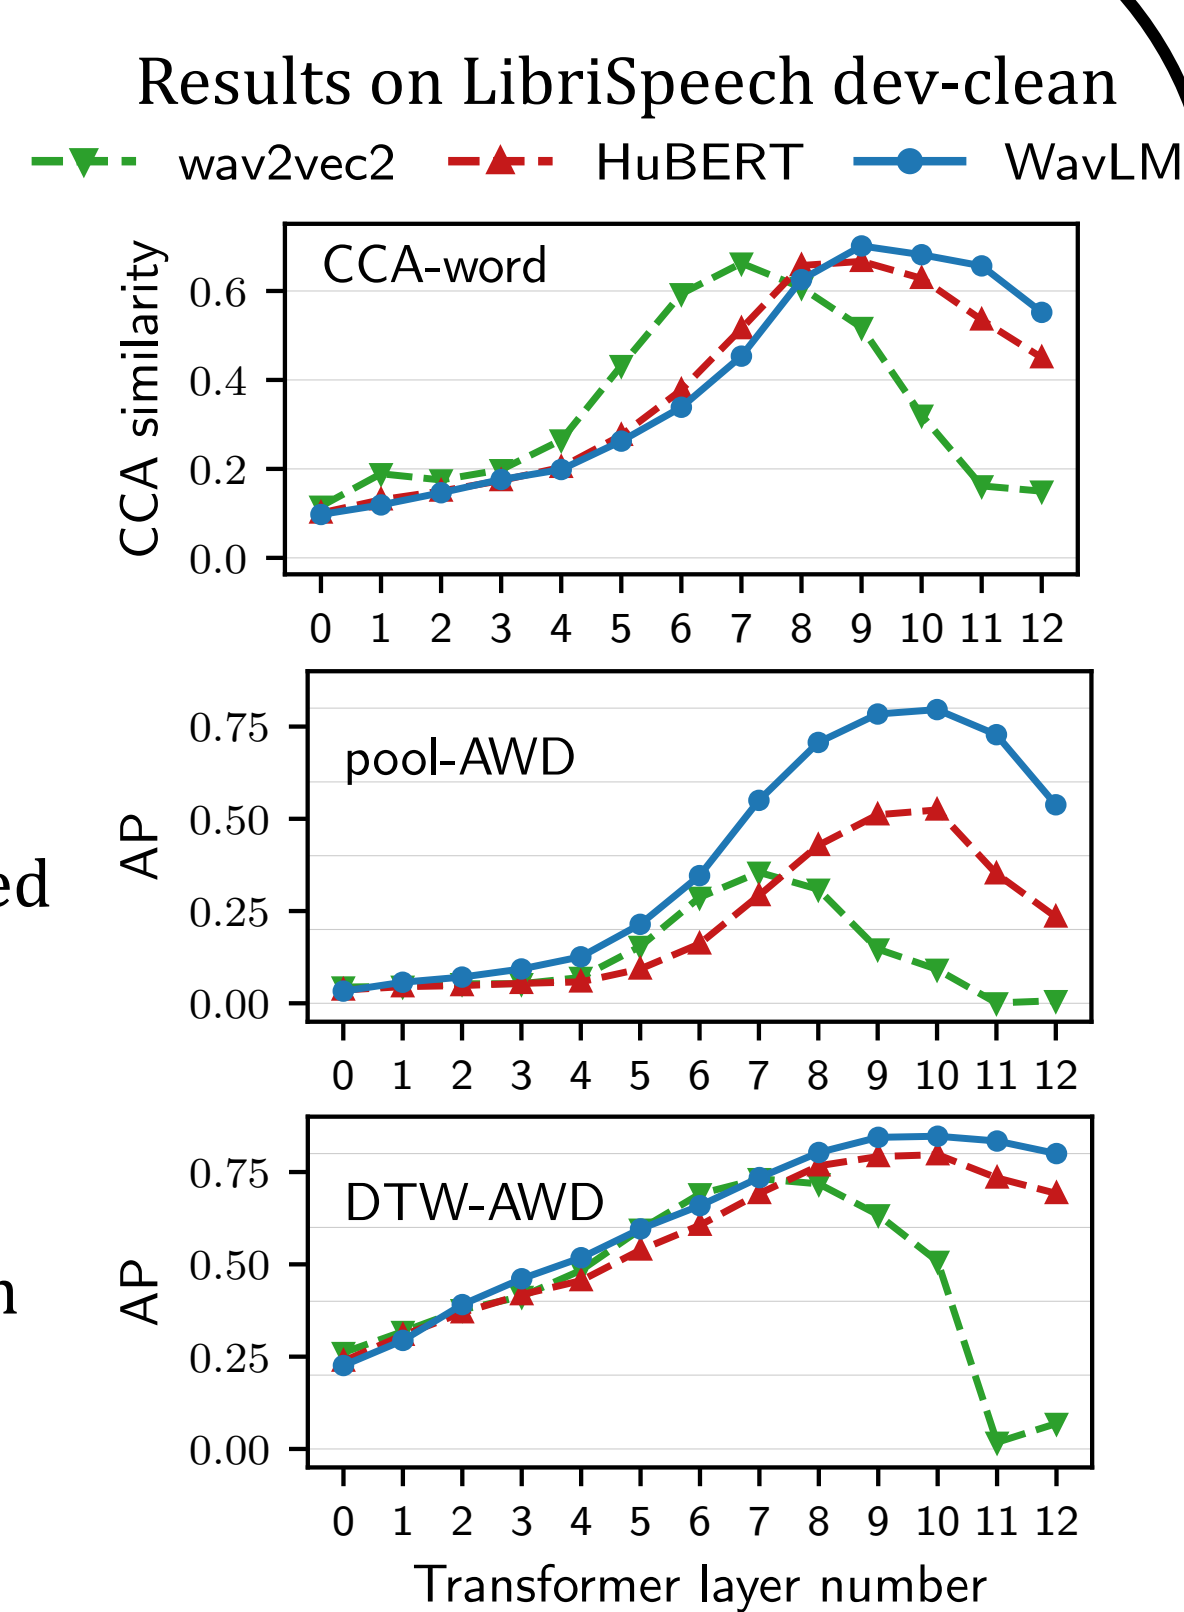 Results on LibriSpeech dev-clean
wav2vec2 HuBERT WavLM
CCA-word
CCA similarity
0.6
0.4
0.2
0.0
0 1 2 3 4 5 6 7 8 9 10 11 12
pool-AWD
AP
0.75
0.50
0.25
0.00
0 1 2 3 4 5 6 7 8 9 10 11 12
DTW-AWD
AP
0.75
0.50
0.25
0.00
0 1 2 3 4 5 6 7 8 9 10 11 12
Transformer layer number